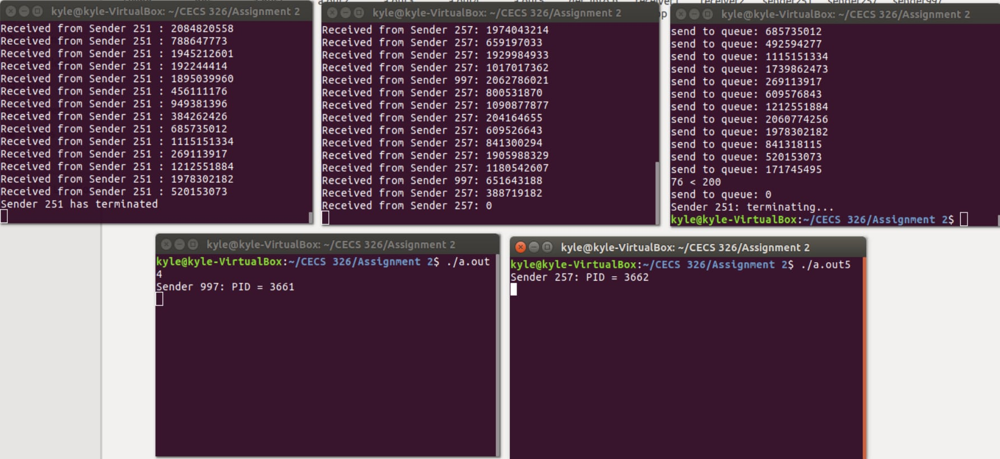 kyle@kyle-VirtualBox: ~/CECS 326/Assignment 2
Received from Sender 251 : 2084820558
Received from Sender 251 : 788647773
Received from Sender 251 : 1945212601
Received from Sender 251 : 192244414
Received from Sender 251 : 1895039960
Received from Sender 251 : 456111176
Received from Sender 251 : 949381396
Received from Sender 251 : 384262426
Received from Sender 251 : 685735012
Received from Sender 251 : 1115151334
Received from Sender 251 : 269113917
Received from Sender 251 : 1212551884
Received from Sender 251 : 1978302182
Received from Sender 251 : 520153073
Sender 251 has terminated
kyle@kyle-VirtualBox: ~/CECS 326/Assignment 2
Received from Sender 257: 1974043214
Received from Sender 257: 659197033
Received from Sender 257: 1929984933
Received from Sender 257: 1017017362
Received from Sender 997: 2062786021
Received from Sender 257: 800531870
Received from Sender 257: 1090877877
Received from Sender 257: 204164655
Received from Sender 257: 609526643
Received from Sender 257: 841300294
Received from Sender 257: 1905988329
Received from Sender 257: 1180542607
Received from Sender 997: 651643188
Received from Sender 257: 388719182
Received from Sender 257: 0
kyle@kyle-VirtualBox: ~/CECS 326/Assignment 2
send to queue: 685735012
send to queue: 492594277
send to queue: 1115151334
send to queue: 1739862473
send to queue: 269113917
send to queue: 609576843
send to queue: 1212551884
send to queue: 2060774256
send to queue: 1978302182
send to queue: 841318115
send to queue: 520153073
send to queue: 171745495
76 < 200
send to queue: 0
Sender 251: terminating...
kyle@kyle-VirtualBox:~/CECS 326/Assignment 2$
kyle@kyle-VirtualBox: ~/CECS 326/Assignment 2
kyle@kyle-VirtualBox:~/CECS 326/Assignment 2$ ./a.out
4
Sender 997: PID = 3661
kyle@kyle-VirtualBox: ~/CECS 326/Assignment 2
kyle@kyle-VirtualBox:~/CECS 326/Assignment 2$ ./a.out5
Sender 257: PID = 3662